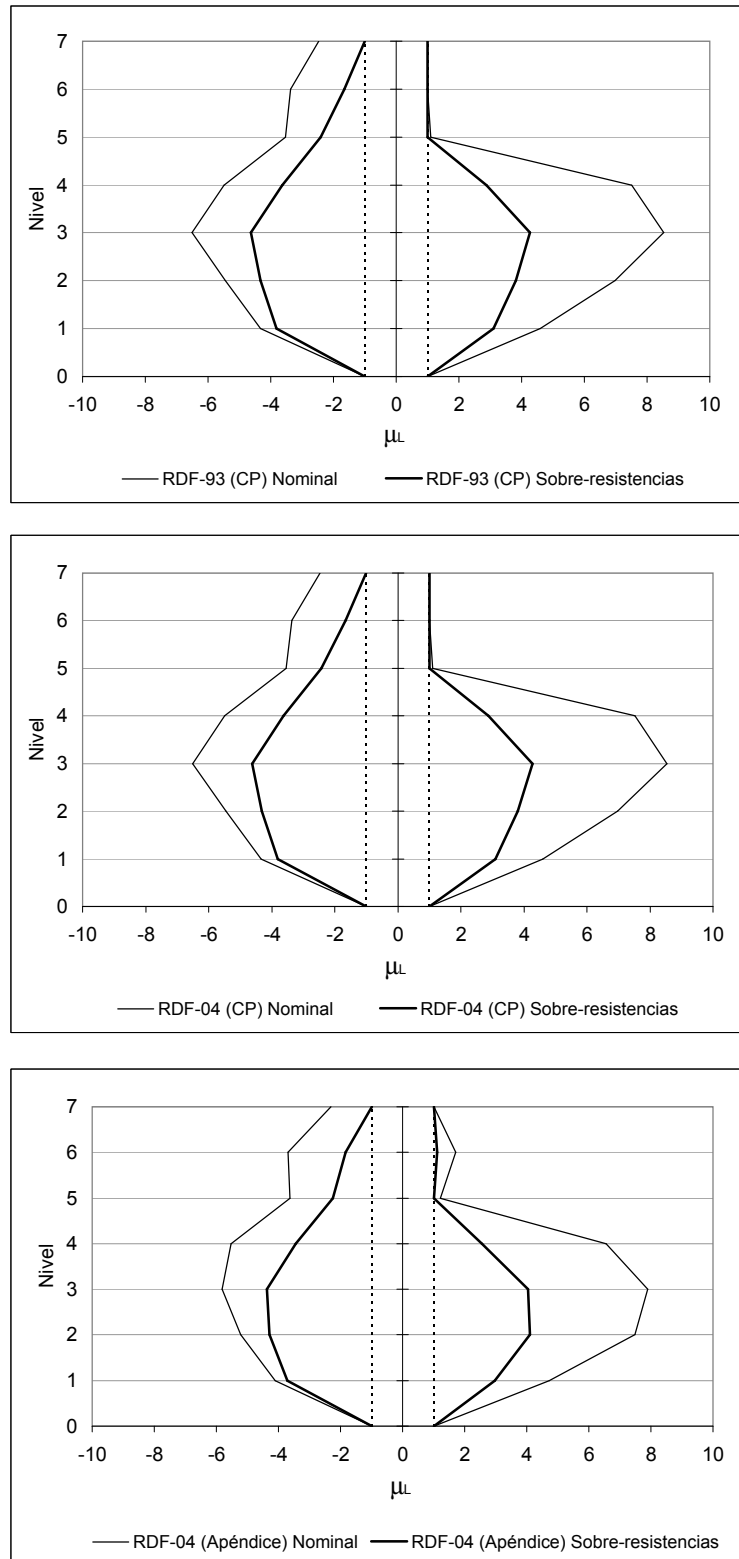 7
6
5
4
3
2
1
0
Nivel
-10 -8 -6 -4 -2 0 2 4 6 8 10
μL
RDF-93 (CP) Nominal RDF-93 (CP) Sobre-resistencias
7
6
5
4
3
2
1
0
Nivel
-10 -8 -6 -4 -2 0 2 4 6 8 10
μL
RDF-04 (CP) Nominal RDF-04 (CP) Sobre-resistencias
7
6
5
4
3
2
1
0
Nivel
-10 -8 -6 -4 -2 0 2 4 6 8 10
μL
RDF-04 (Apéndice) Nominal RDF-04 (Apéndice) Sobre-resistencias